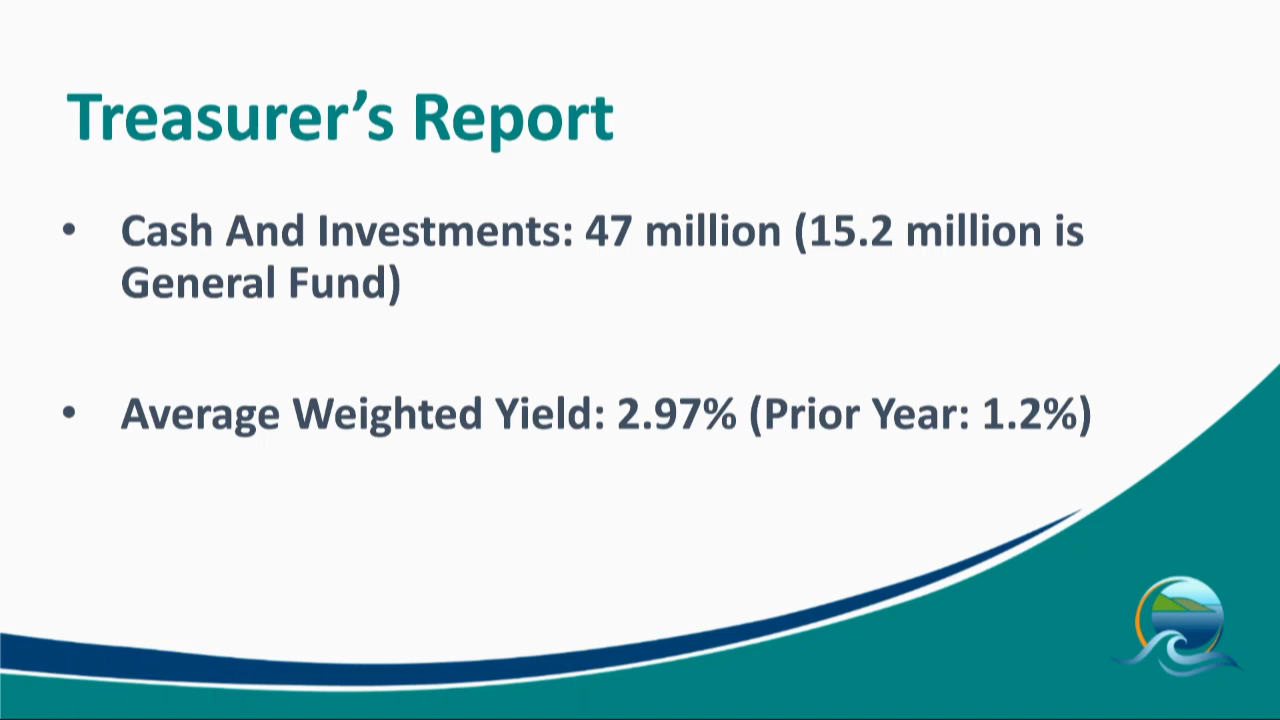 Treasurer’s Report
• Cash And Investments: 47 million (15.2 million is
General Fund)
• Average Weighted Yield: 2.97% (Prior Year: 1.2%)